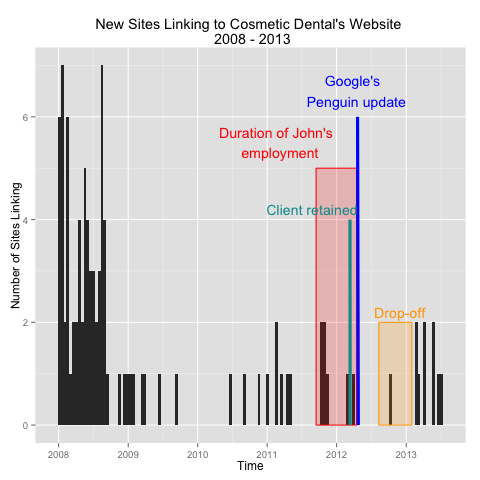 New Sites Linking to Cosmetic Dental's Website
2008 - 2013
Google's
Penguin update
Duration of John's
employment
Client retained
Drop-off
Number of Sites Linking
6
4
2
0
2008 2009 2010 2011 2012 2013
Time